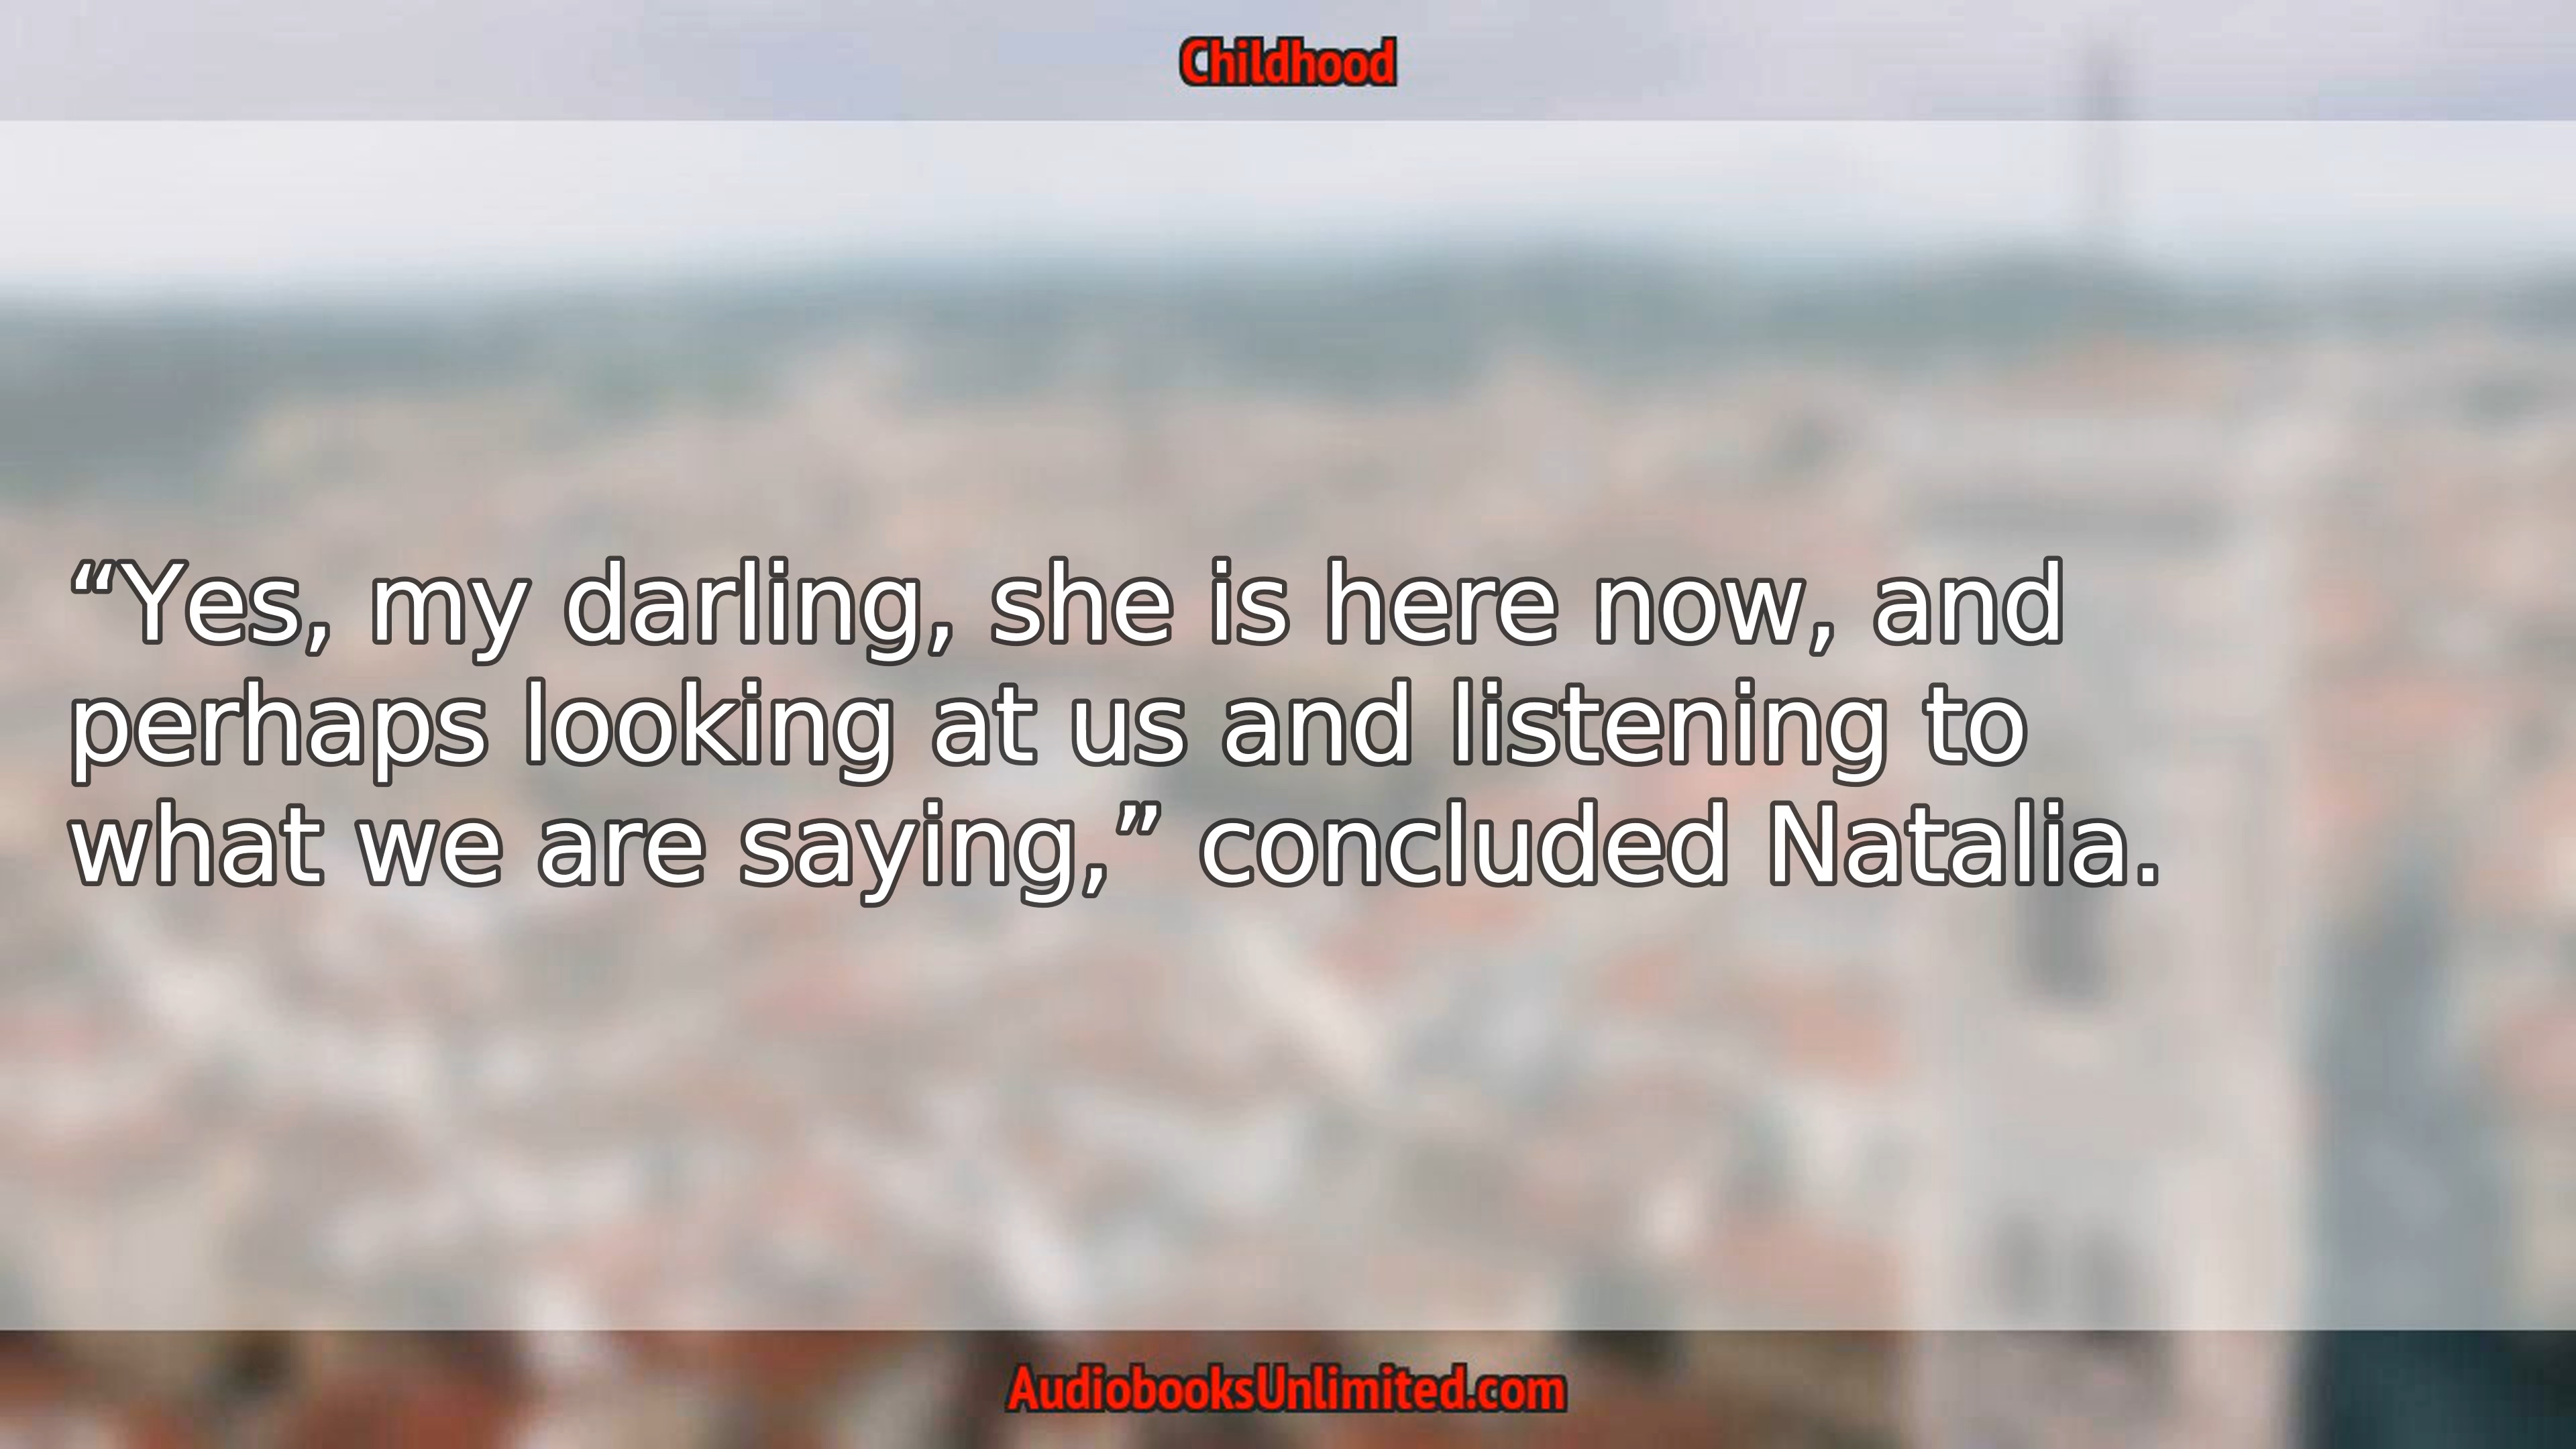 Childhood
“Yes, my darling, she is here now, and
perhaps looking at us and listening to
what we are saying,” concluded Natalia.
AudiobooksUnlimited.com